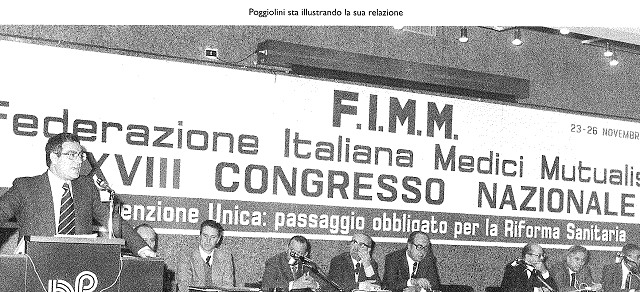 Poggiolini sta illustrando la sua relazione
F.I.M.M.
23-26 NOVEMBRE
Federazione Italiana Medici Mutualis
XVIII CONGRESSO NAZIONALE
enzione Unica: passaggio obbligato per la Riforma Sanitaria